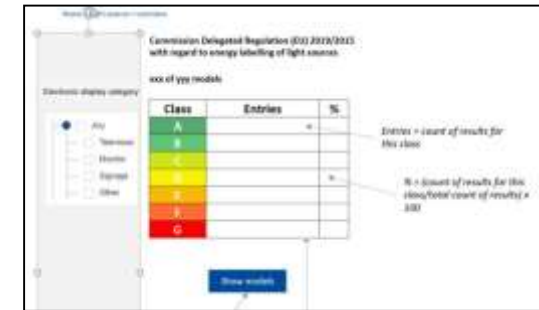 Commission Delegated Regulation (EU) 2019/2015
with regard to energy labelling of light sources
xxx of yyy models
Electronic display category
Any
Television
Monitor
Signage
Other
Class Entries %
A
B
C
D
E
F
G
Entries = count of results for
this class
% = (count of results for this
class/total count of results) x
100
Show models